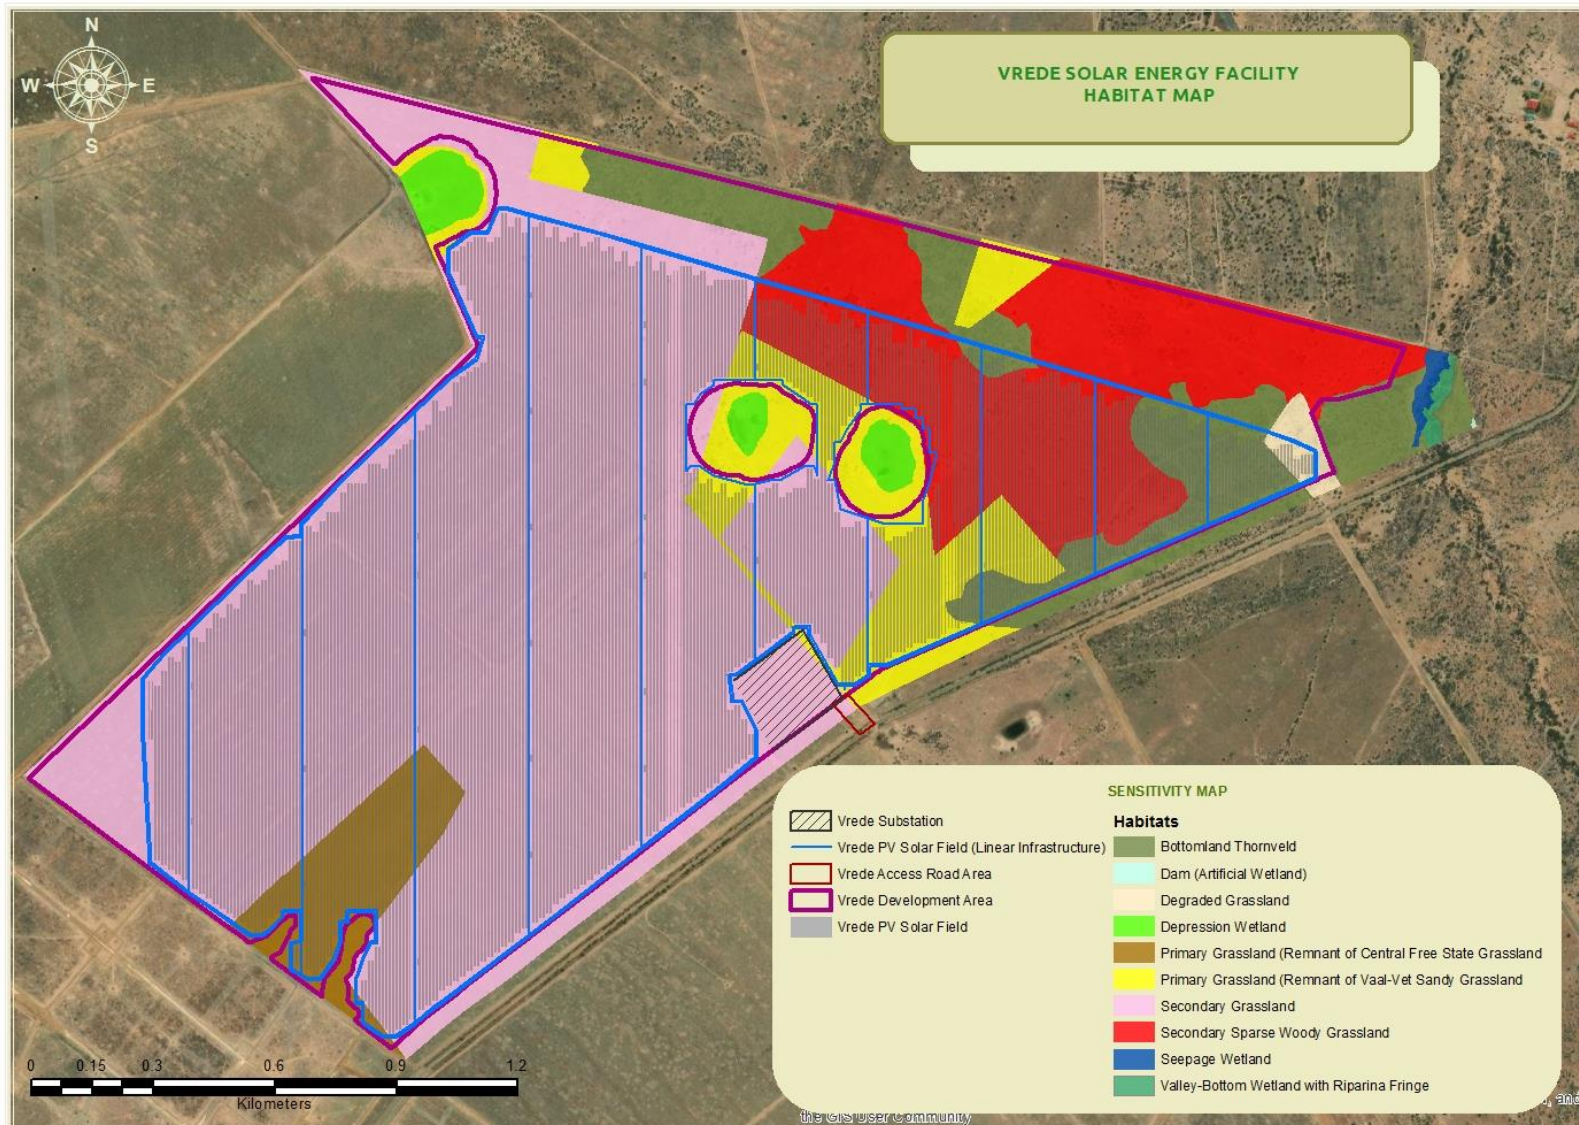 N
W
E
S
VREDE SOLAR ENERGY FACILITY
HABITAT MAP
SENSITIVITY MAP
Vrede Substation
Vrede PV Solar Field (Linear Infrastructure)
Vrede Access Road Area
Vrede Development Area
Vrede PV Solar Field
Habitats
Bottomland Thornveld
Dam (Artificial Wetland)
Degraded Grassland
Depression Wetland
Primary Grassland (Remnant of Central Free State Grassland
Primary Grassland (Remnant of Vaal-Vet Sandy Grassland
Secondary Grassland
Secondary Sparse Woody Grassland
Seepage Wetland
Valley-Bottom Wetland with Riparina Fringe
0 0.15 0.3 0.6 0.9 1.2
Kilometers
and
the GIS User Community